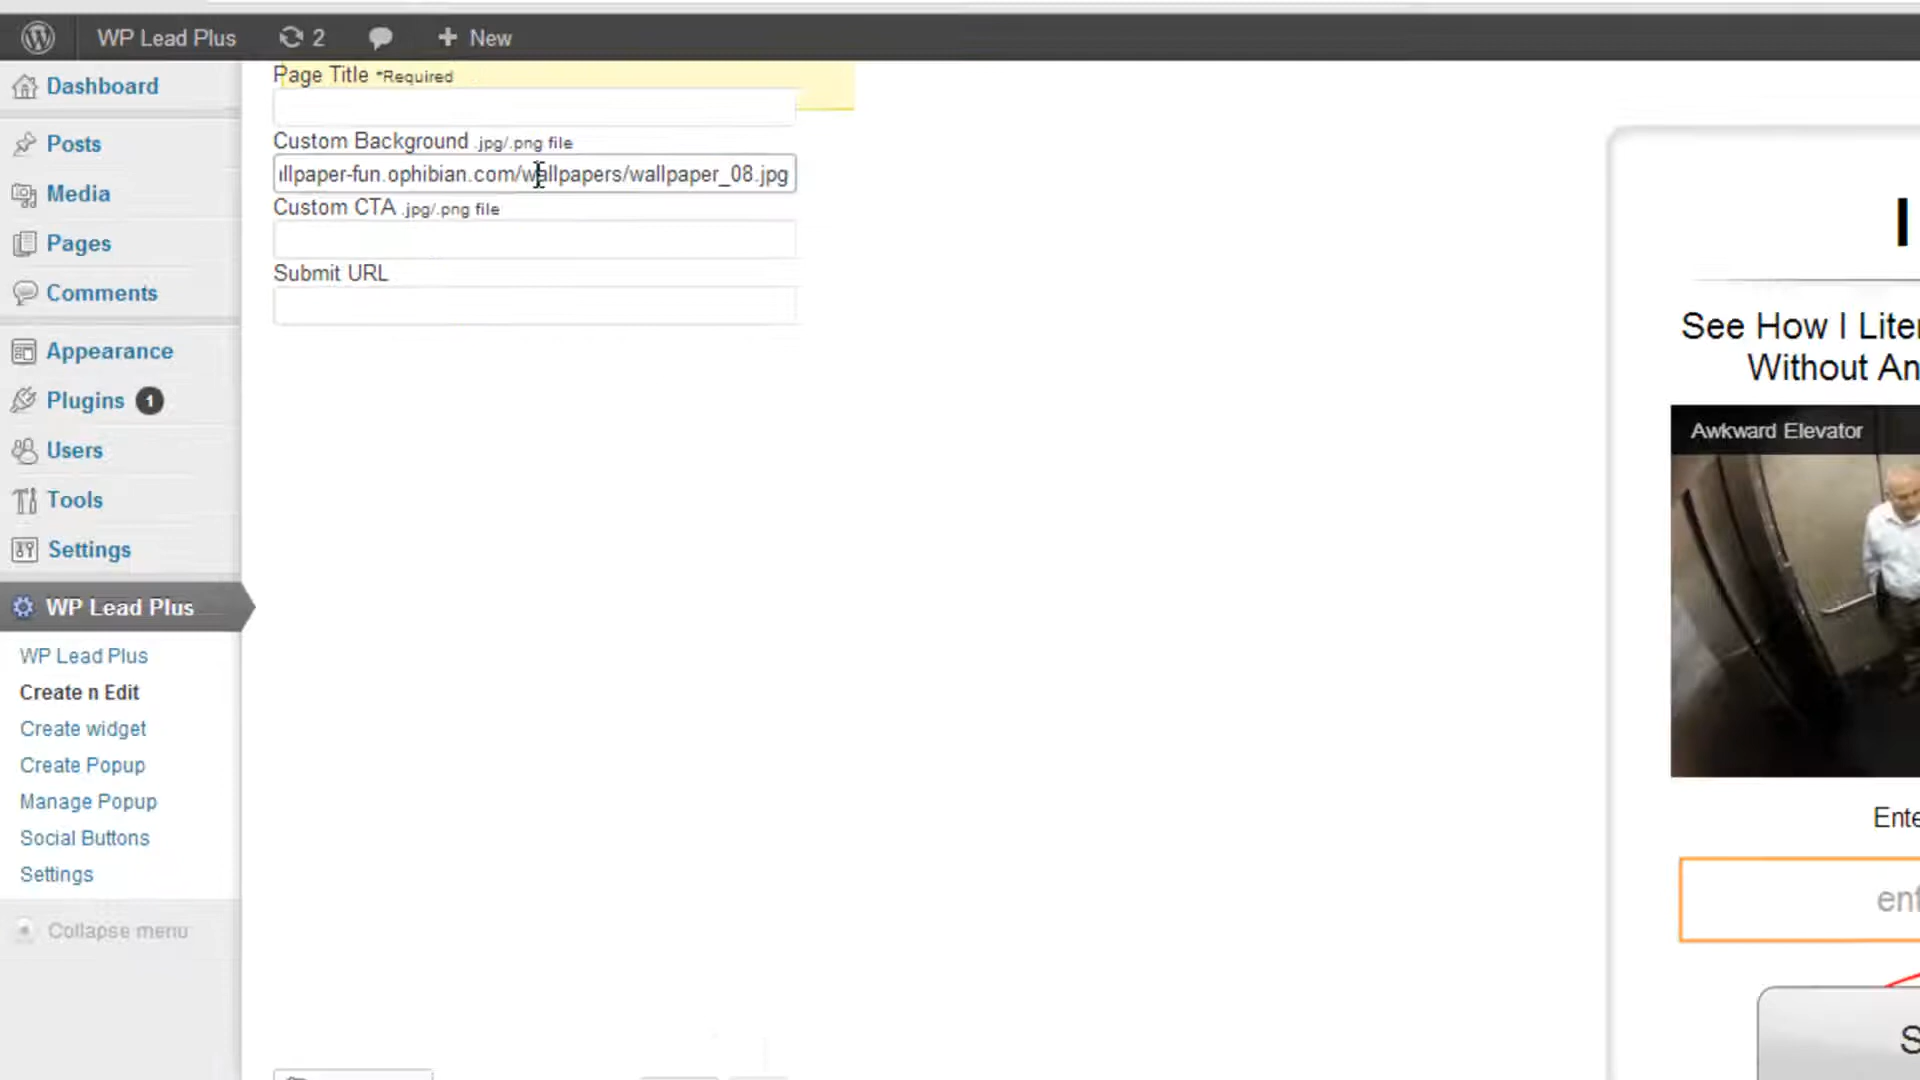 WP Lead Plus 2 + New
Dashboard
Posts
Media
Pages
Comments
Appearance
Plugins 1
Users
Tools
Settings
WP Lead Plus
WP Lead Plus
Create n Edit
Create widget
Create Popup
Manage Popup
Social Buttons
Settings
Collapse menu
Page Title *Required
Custom Background .jpg/.png file
llpaper-fun.ophibian.com/wallpapers/wallpaper_08.jpg
Custom CTA .jpg/.png file
Submit URL
I
See How I Liter
Without An
Awkward Elevator
Ente
ent
S